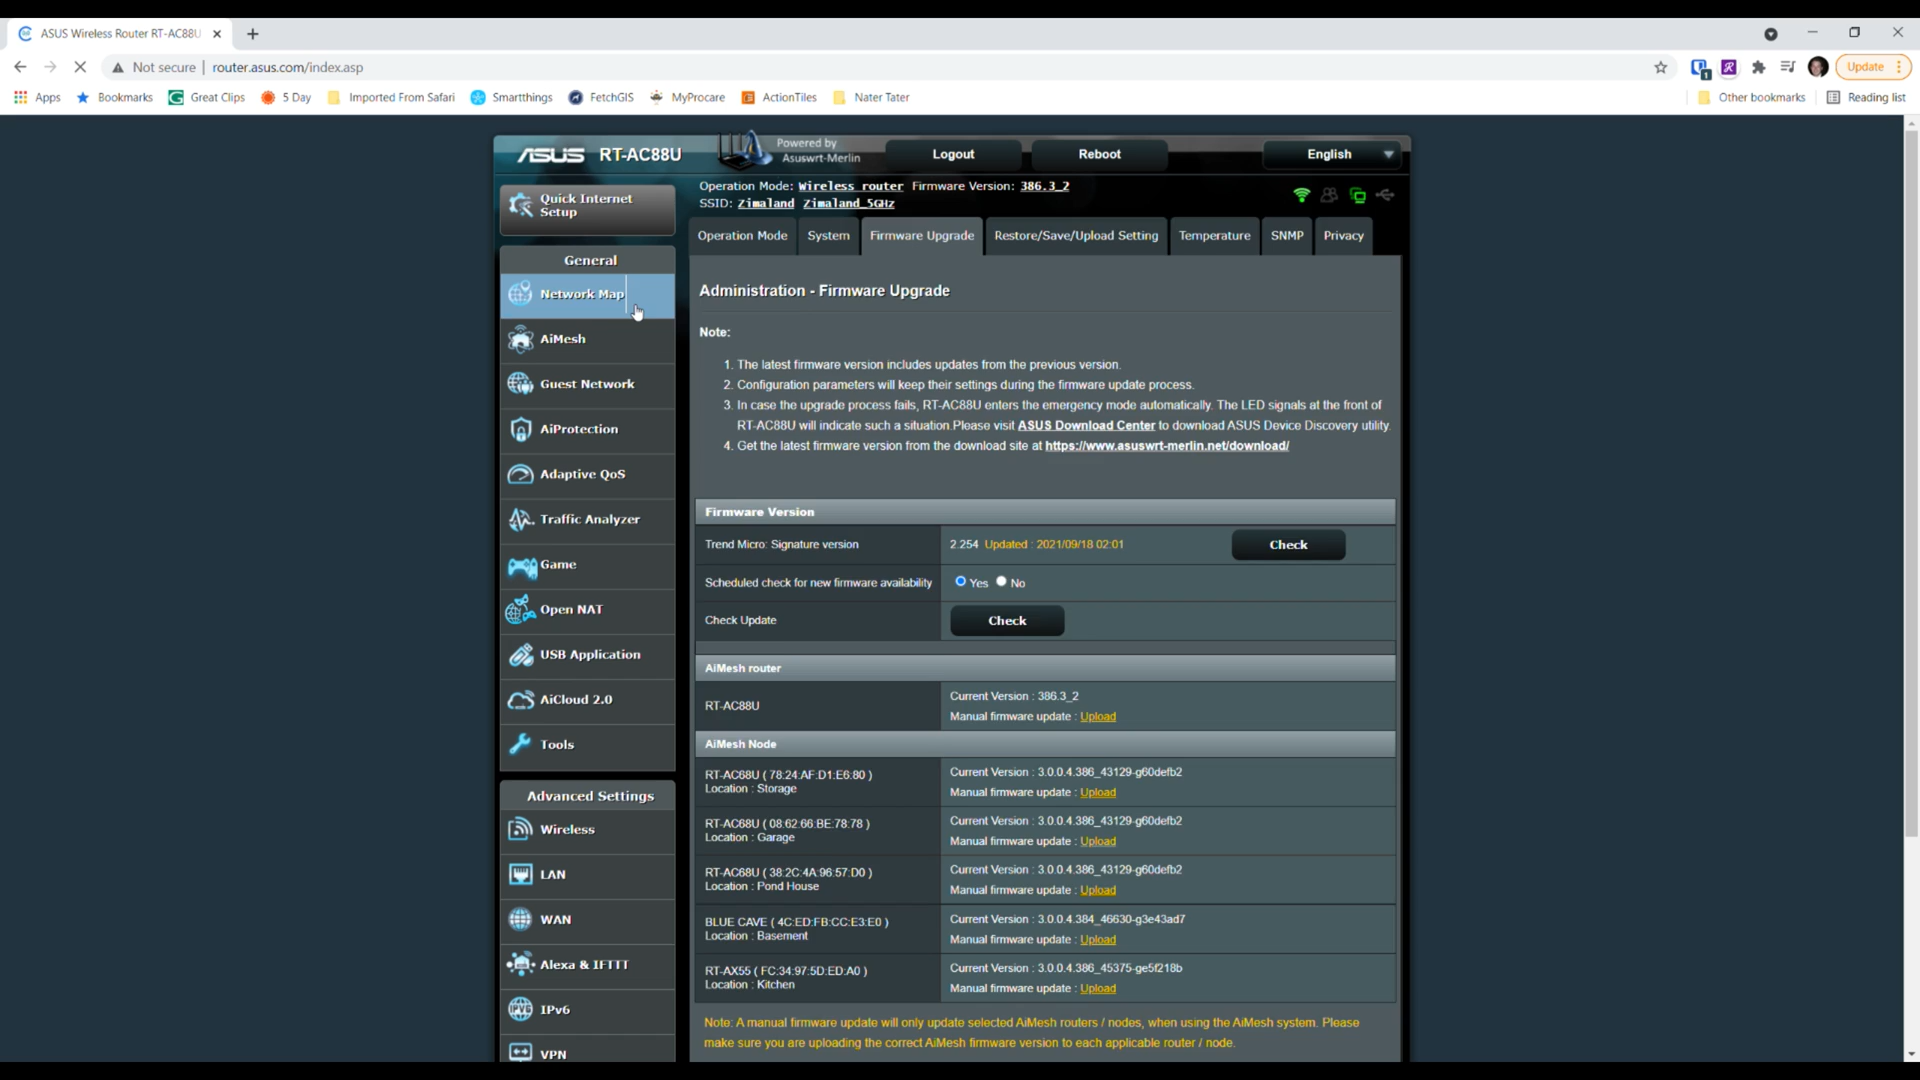 ASUS Wireless Router RT-AC88U
Not secure | router.asus.com/index.asp
Update
Apps Bookmarks Great Clips 5 Day Imported From Safari Smartthings FetchGIS MyProcare ActionTiles Nater Tater Other bookmarks Reading list
ASUS RT-AC88U
Powered by
Asuswrt-Merlin
Logout Reboot English
Quick Internet
Setup
Operation Mode: Wireless router Firmware Version: 386.3_2
SSID: Zimaland Zimaland_5GHz
Operation Mode System Firmware Upgrade Restore/Save/Upload Setting Temperature SNMP Privacy
General
Network Map
AiMesh
Guest Network
AiProtection
Adaptive QoS
Traffic Analyzer
Game
Open NAT
USB Application
AiCloud 2.0
Tools
Advanced Settings
Wireless
LAN
WAN
Alexa & IFTTT
IPv6
VPN
Administration - Firmware Upgrade
Note:
1. The latest firmware version includes updates from the previous version.
2. Configuration parameters will keep their settings during the firmware update process.
3. In case the upgrade process fails, RT-AC88U enters the emergency mode automatically. The LED signals at the front of
RT-AC88U will indicate such a situation.Please visit ASUS Download Center to download ASUS Device Discovery utility.
4. Get the latest firmware version from the download site at https://www.asuswrt-merlin.net/download/
Firmware Version
Trend Micro: Signature version 2.254 Updated : 2021/09/18 02:01 Check
Scheduled check for new firmware availability Yes No
Check Update Check
AiMesh router
RT-AC88U
Current Version : 386.3_2
Manual firmware update : Upload
AiMesh Node
RT-AC68U ( 78:24:AF:D1:E6:80 )
Location : Storage
Current Version : 3.0.0.4.386_43129-g60defb2
Manual firmware update : Upload
RT-AC68U ( 08:62:66:BE:78:78 )
Location : Garage
Current Version : 3.0.0.4.386_43129-g60defb2
Manual firmware update : Upload
RT-AC68U ( 38:2C:4A:96:57:D0 )
Location : Pond House
Current Version : 3.0.0.4.386_43129-g60defb2
Manual firmware update : Upload
BLUE CAVE ( 4C:ED:FB:CC:E3:E0 )
Location : Basement
Current Version : 3.0.0.4.384_46630-g3e43ad7
Manual firmware update : Upload
RT-AX55 ( FC:34:97:5D:ED:A0 )
Location : Kitchen
Current Version : 3.0.0.4.386_45375-ge5f218b
Manual firmware update : Upload
Note: A manual firmware update will only update selected AiMesh routers / nodes, when using the AiMesh system. Please
make sure you are uploading the correct AiMesh firmware version to each applicable router / node.